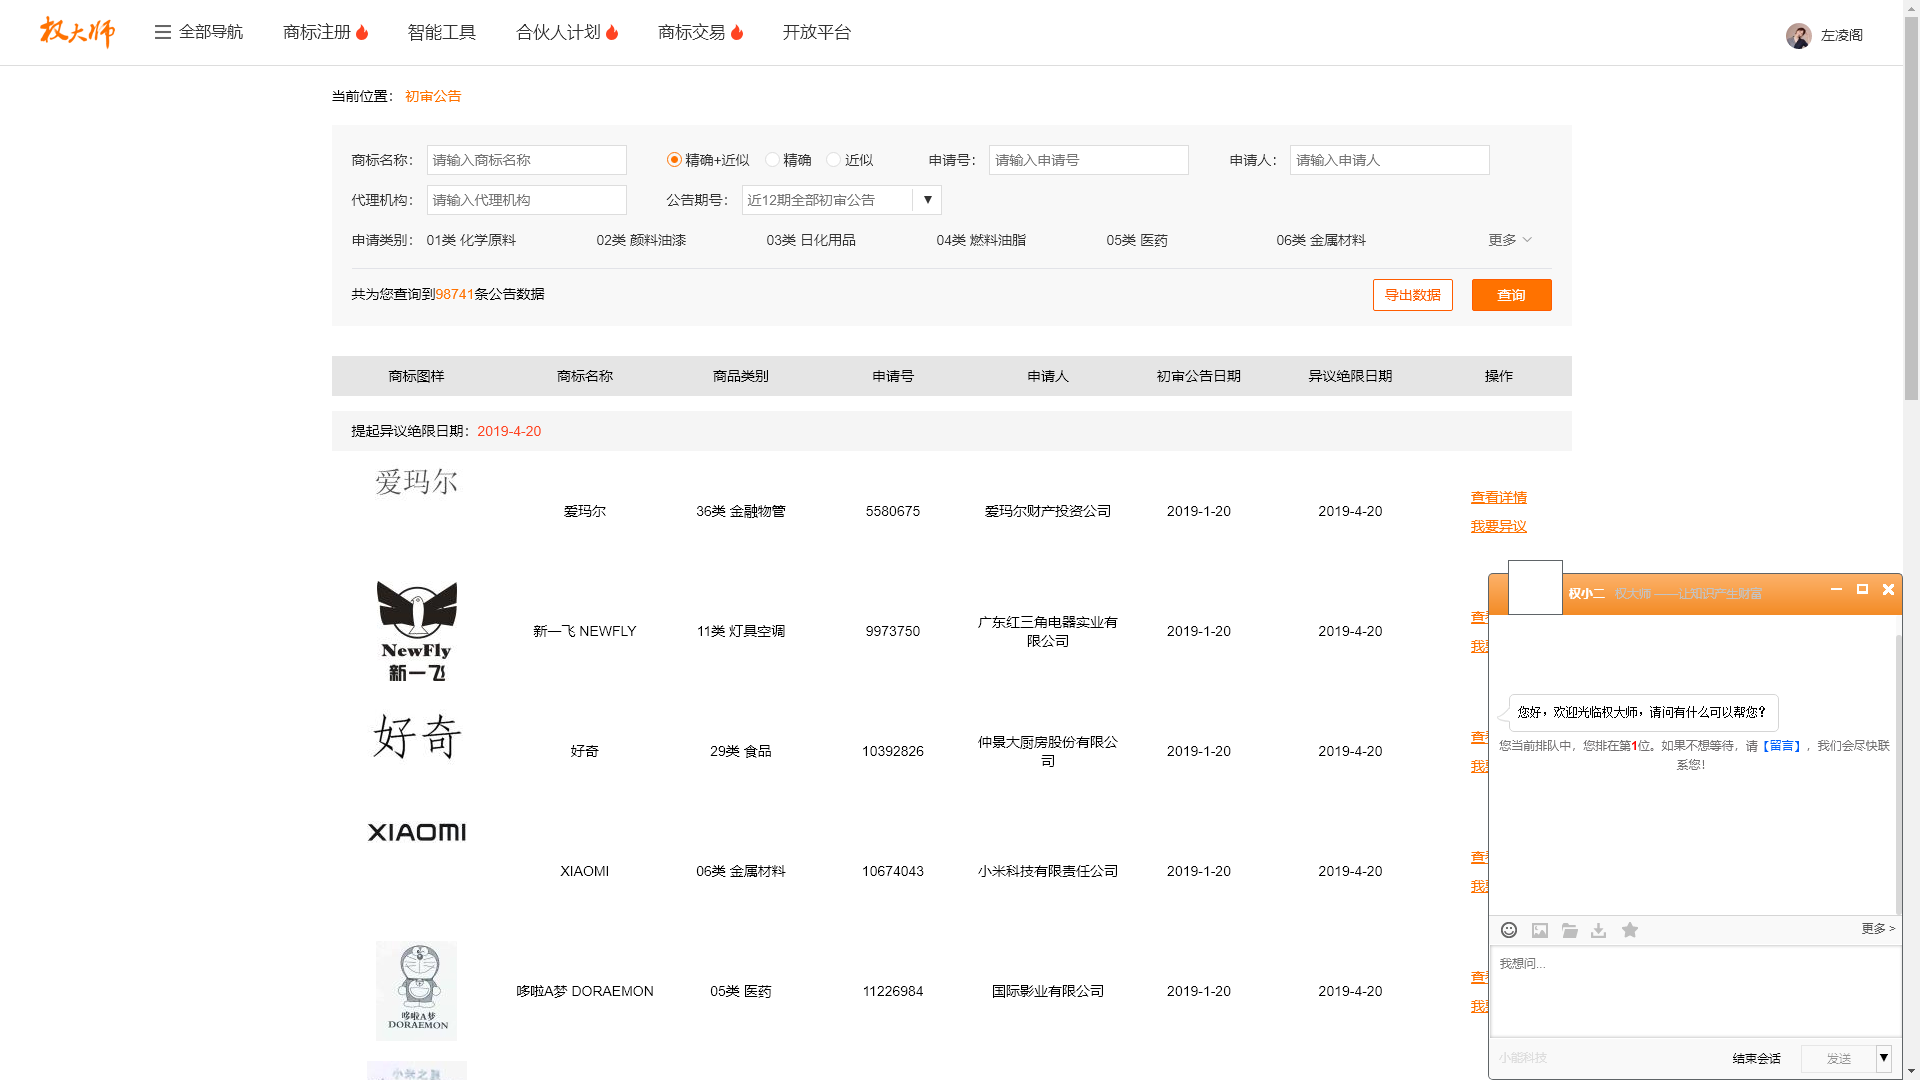 权大师
全部导航 商标注册 智能工具 合伙人计划 商标交易 开放平台 左凌阁
当前位置： 初审公告
商标名称： 请输入商标名称 精确+近似 精确 近似 申请号： 请输入申请号 申请人： 请输入申请人
代理机构： 请输入代理机构 公告期号： 近12期全部初审公告 ▼
申请类别： 01类 化学原料 02类 颜料油漆 03类 日化用品 04类 燃料油脂 05类 医药 06类 金属材料 更多
共为您查询到98741条公告数据 导出数据 查询
商标图样 商标名称 商品类别 申请号 申请人 初审公告日期 异议绝限日期 操作
提起异议绝限日期：2019-4-20
爱玛尔
爱玛尔 36类 金融物管 5580675 爱玛尔财产投资公司 2019-1-20 2019-4-20 查看详情
我要异议
NewFly
新一飞
新一飞 NEWFLY 11类 灯具空调 9973750 广东红三角电器实业有限公司 2019-1-20 2019-4-20 查
我
好奇
好奇 29类 食品 10392826 仲景大厨房股份有限公司 2019-1-20 2019-4-20 查
我
XIAOMI
XIAOMI 06类 金属材料 10674043 小米科技有限责任公司 2019-1-20 2019-4-20 查
我
哆啦A梦
DORAEMON
哆啦A梦 DORAEMON 05类 医药 11226984 国际影业有限公司 2019-1-20 2019-4-20 查
我
小米之
权小二 权大师 ——让知识产生财富
您好，欢迎光临权大师，请问有什么可以帮您？
您当前排队中，您排在第1位。如果不想等待，请【留言】，我们会尽快联
系您！
更多 >
我想问...
小能科技 结束会话 发送 ▼